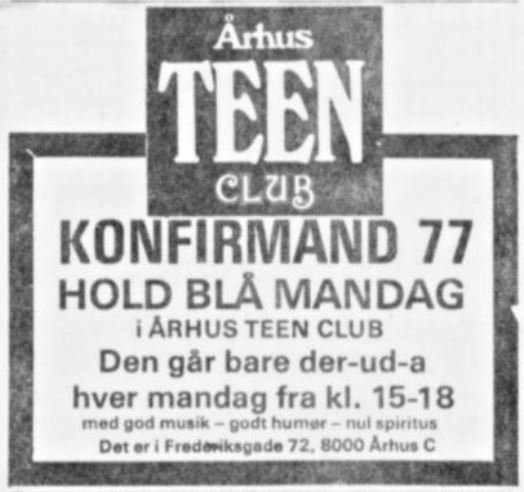 Århus
TEEN
CLUB
KONFIRMAND 77
HOLD BLÅ MANDAG
i ÅRHUS TEEN CLUB
Den går bare der-ud-a
hver mandag fra kl. 15-18
med god musik – godt humør – nul spiritus
Det er i Frederiksgade 72, 8000 Århus C